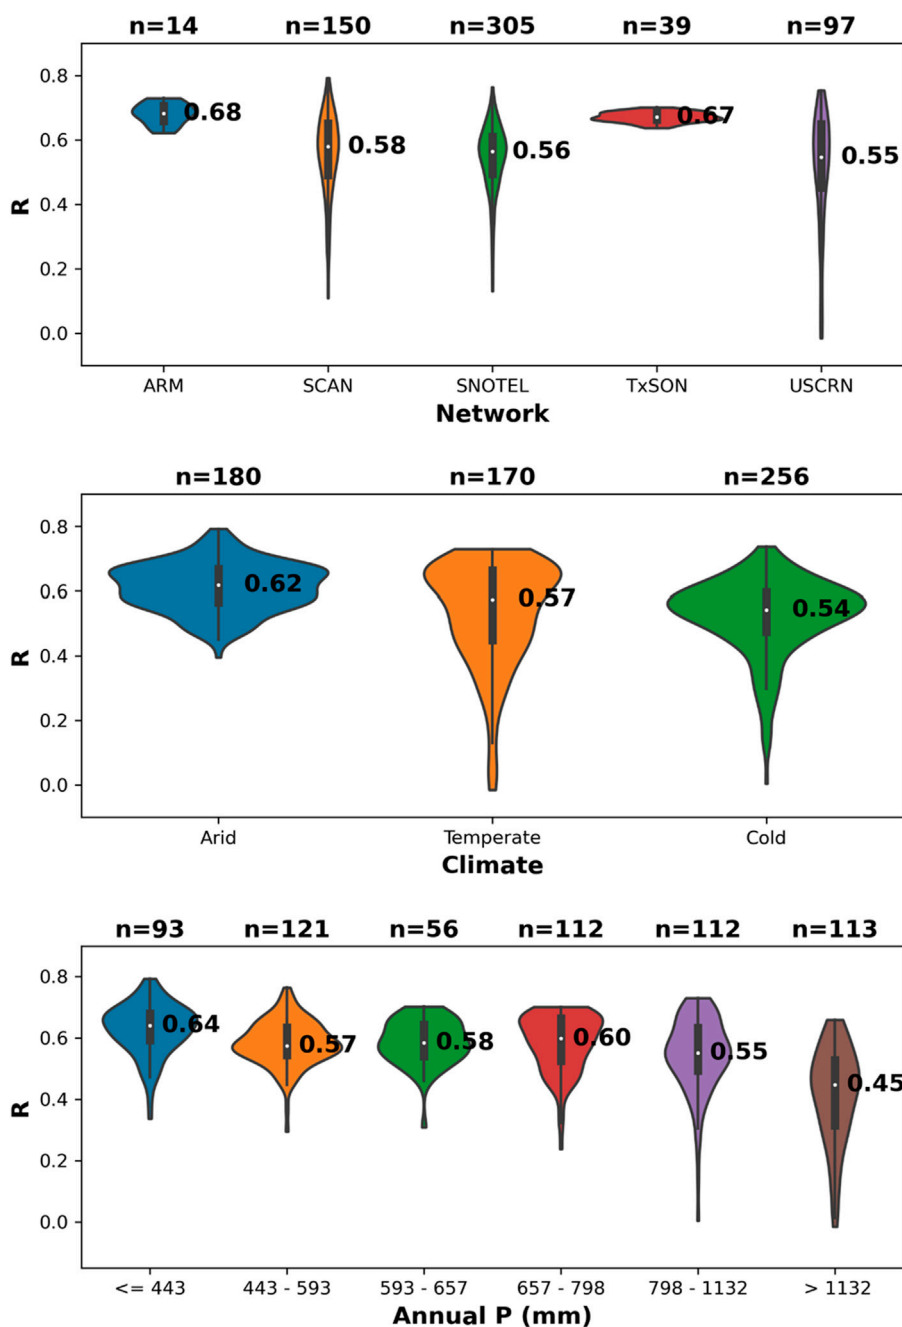 n=14 n=150 n=305 n=39 n=97
0.8
0.6
0.4
0.2
0.0
R
0.68
0.58
0.56
0.67
0.55
ARM SCAN SNOTEL TxSON USCRN
Network
n=180 n=170 n=256
0.8
0.6
0.4
0.2
0.0
R
0.62
0.57
0.54
Arid Temperate Cold
Climate
n=93 n=121 n=56 n=112 n=112 n=113
0.8
0.6
0.4
0.2
0.0
R
0.64
0.57
0.58
0.60
0.55
0.45
<= 443 443 - 593 593 - 657 657 - 798 798 - 1132 > 1132
Annual P (mm)